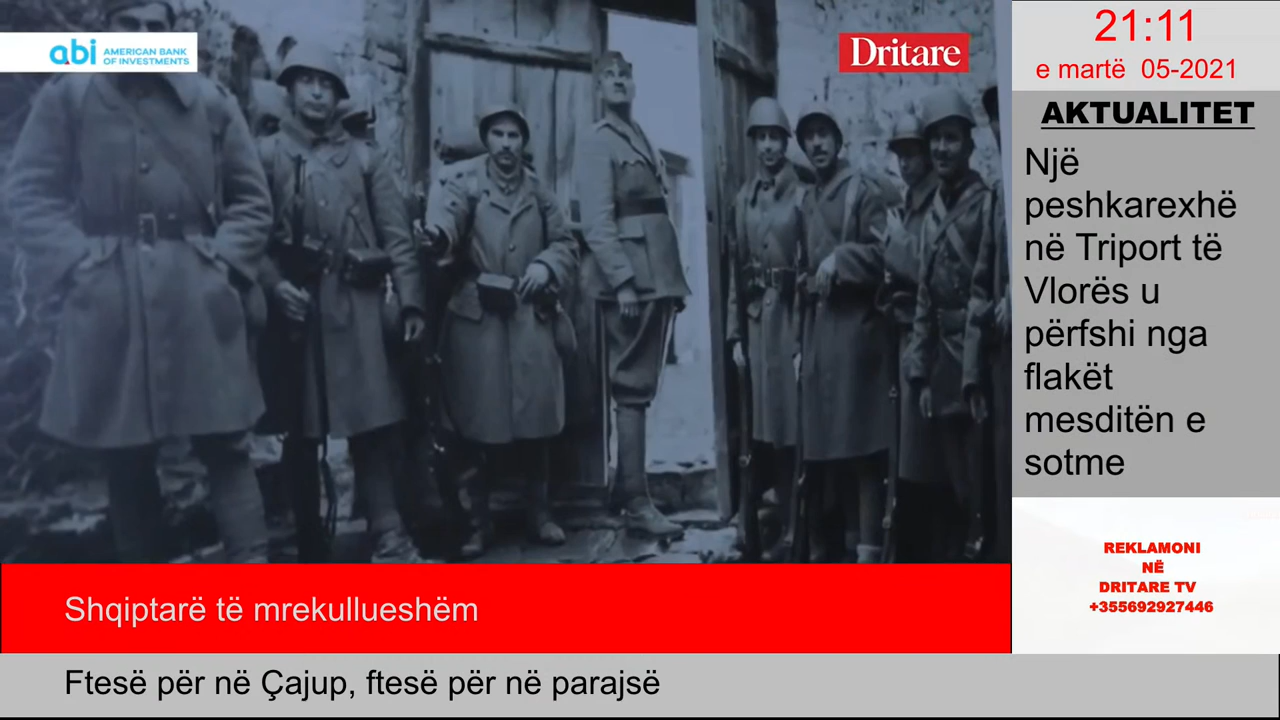 abi AMERICAN BANK
OF INVESTMENTS
Dritare
21:11
e martë 05-2021
AKTUALITET
Një
peshkarexhë
në Triport të
Vlorës u
përfshi nga
flakët
mesditën e
sotme
REKLAMONI
NË
DRITARE TV
+355692927446
Shqiptarë të mrekullueshëm
Ftesë për në Çajup, ftesë për në parajsë